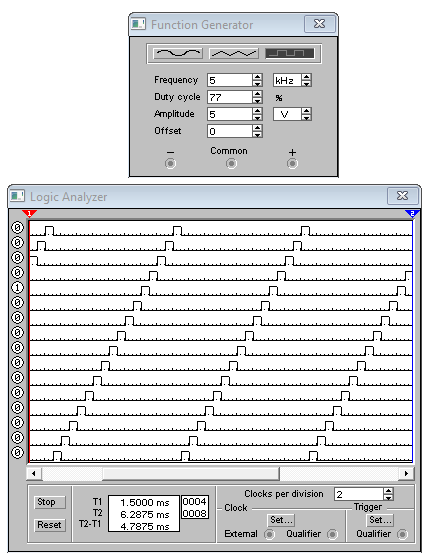 Function Generator
Frequency 5 kHz
Duty cycle 77 %
Amplitude 5 V
Offset 0
− Common +
Logic Analyzer
1 2
0
0
0
0
1
0
0
0
0
0
0
0
0
0
0
0
Stop
Reset
T1 1.5000 ms 0004
T2 6.2875 ms 0008
T2-T1 4.7875 ms
Clocks per division 2
Clock
Set...
External Qualifier
Trigger
Set...
Qualifier